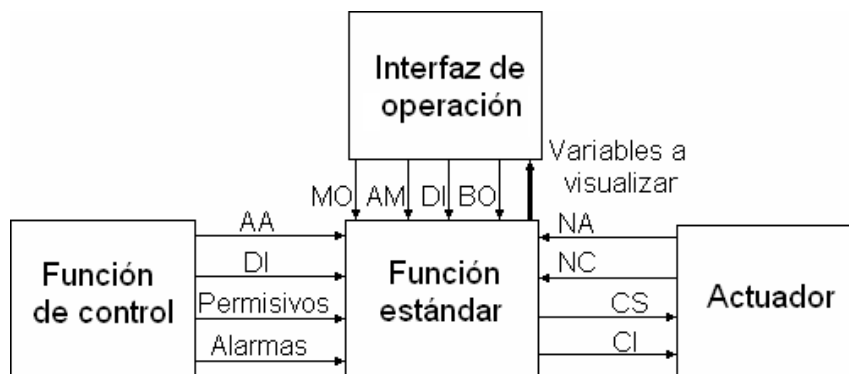 Interfaz de
operación
Variables a
visualizar
MO AM DI BO
AA
DI
Permisivos
Alarmas
Función
de control
Función
estándar
NA
NC
CS
CI
Actuador